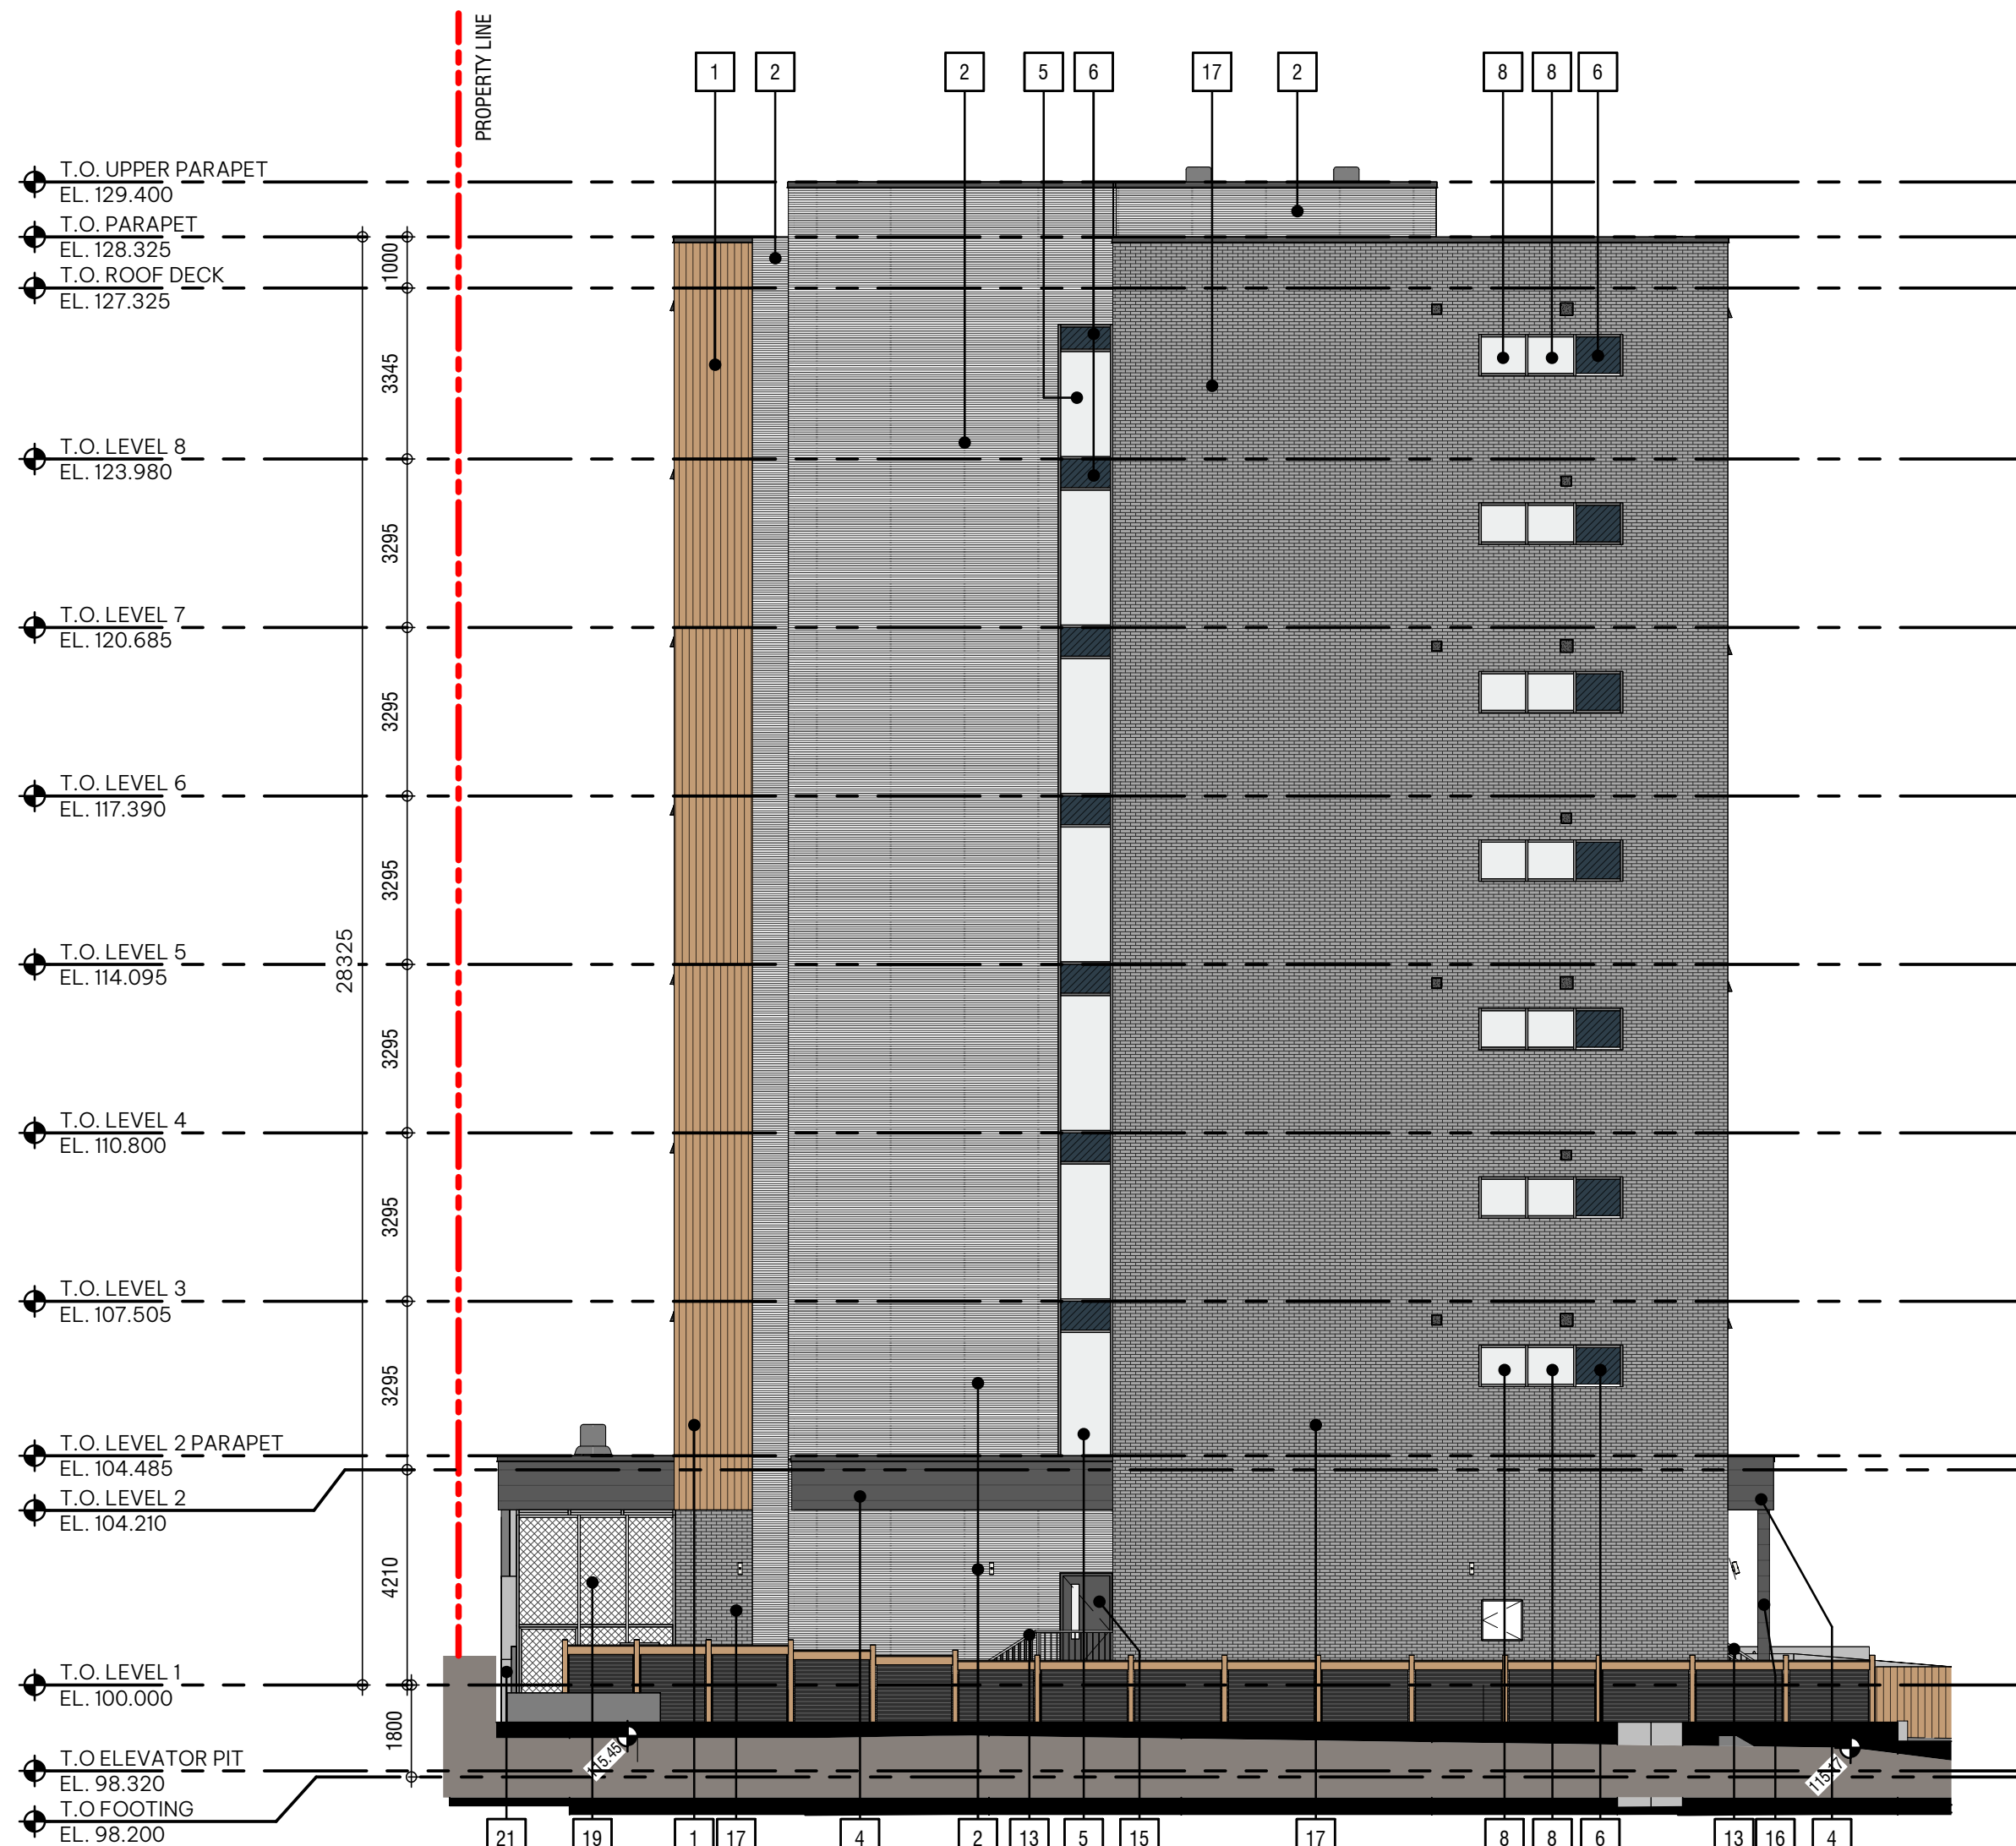 PROPERTY LINE
1 2 2 5 6 17 2 8 8 6
T.O. UPPER PARAPET
EL. 129.400
T.O. PARAPET
EL. 128.325
1000
T.O. ROOF DECK
EL. 127.325
3345
T.O. LEVEL 8
EL. 123.980
3295
T.O. LEVEL 7
EL. 120.685
3295
T.O. LEVEL 6
EL. 117.390
3295
T.O. LEVEL 5
EL. 114.095
28325
3295
T.O. LEVEL 4
EL. 110.800
3295
T.O. LEVEL 3
EL. 107.505
3295
T.O. LEVEL 2 PARAPET
EL. 104.485
T.O. LEVEL 2
EL. 104.210
4210
T.O. LEVEL 1
EL. 100.000
1800
115.45
115.17
T.O ELEVATOR PIT
EL. 98.320
T.O FOOTING
EL. 98.200
21 19 1 17 4 2 13 5 15 17 8 8 6 13 16 4